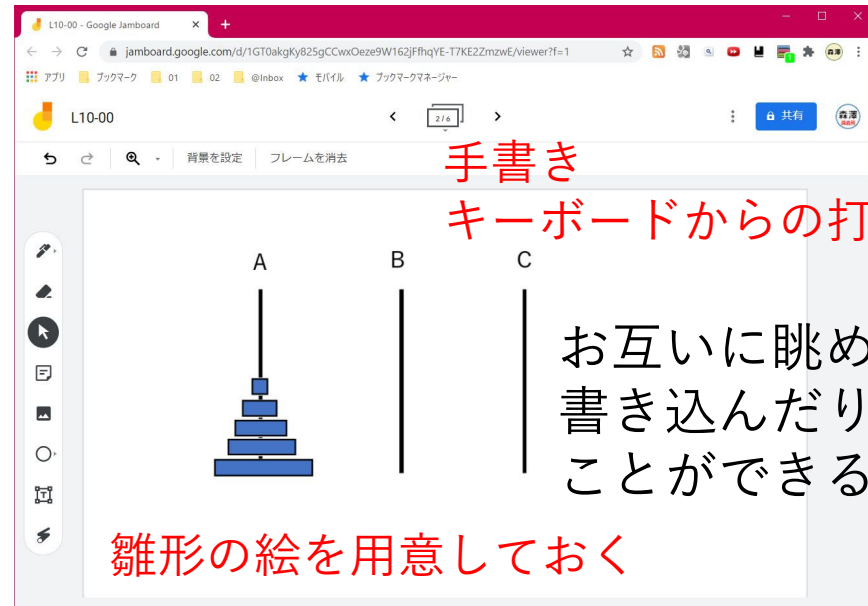 L10-00 - Google Jamboard
jamboard.google.com/d/1GT0akgKy825gCCwxOeze9W162jFfhqYE-T7KE2ZmzwE/viewer?f=1
アプリ ブックマーク 01 02 @Inbox モバイル ブックマークマネージャー
L10-00
2/6
共有
森澤
背景を設定 フレームを消去
手書き
キーボードからの打
A B C
お互いに眺め
書き込んだり
ことができる
雛形の絵を用意しておく